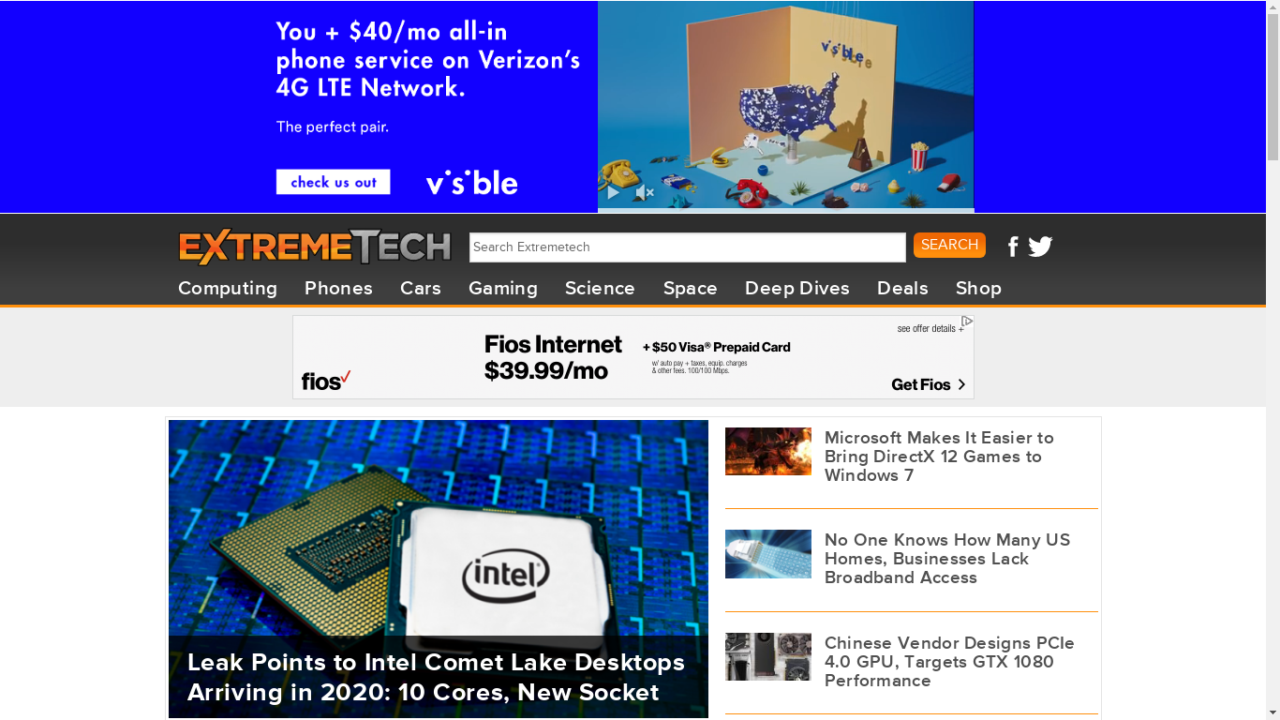 You + $40/mo all-in
phone service on Verizon's
4G LTE Network.
The perfect pair.
check us out
visible
visible
EXTREMETECH
Search Extremetech
SEARCH
Computing Phones Cars Gaming Science Space Deep Dives Deals Shop
see offer details +
Fios Internet
$39.99/mo
+ $50 Visa® Prepaid Card
w/ auto pay + taxes, equip. charges
& other fees. 100/100 Mbps.
fios
Get Fios
intel
Leak Points to Intel Comet Lake Desktops
Arriving in 2020: 10 Cores, New Socket
Microsoft Makes It Easier to
Bring DirectX 12 Games to
Windows 7
No One Knows How Many US
Homes, Businesses Lack
Broadband Access
Chinese Vendor Designs PCIe
4.0 GPU, Targets GTX 1080
Performance